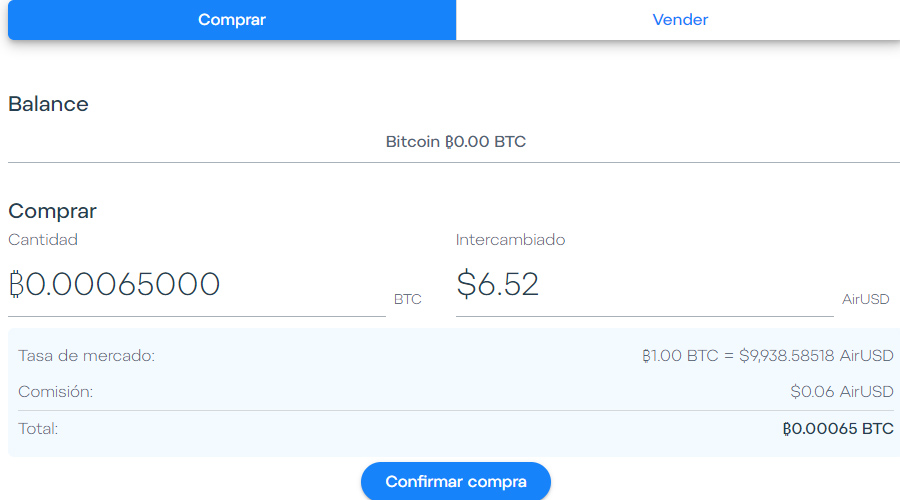 Comprar Vender
Balance
Bitcoin ₿0.00 BTC
Comprar
Cantidad Intercambiado
₿0.00065000 BTC $6.52 AirUSD
Tasa de mercado: ₿1.00 BTC = $9,938.58518 AirUSD
Comisión: $0.06 AirUSD
Total: ₿0.00065 BTC
Confirmar compra